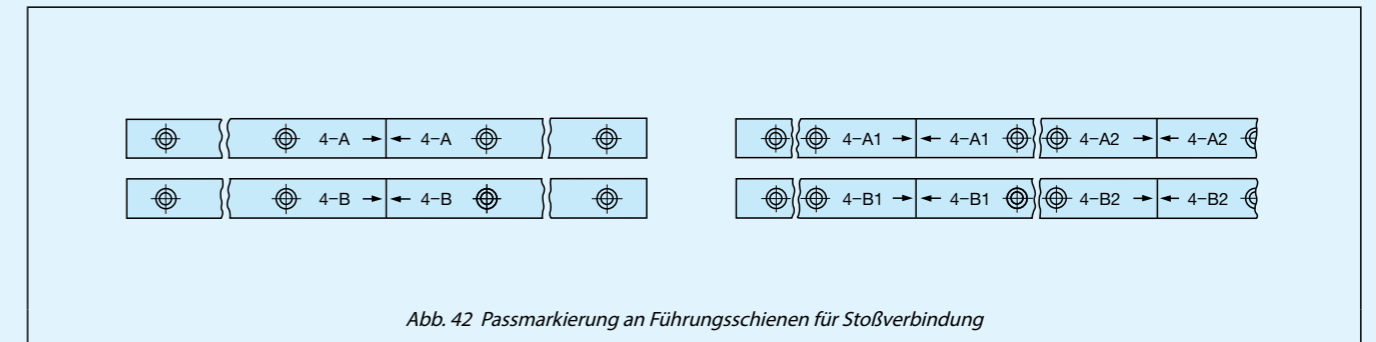 4−A → ← 4−A 4−A1 → ← 4−A1 4−A2 → ← 4−A2
4−B → ← 4−B 4−B1 → ← 4−B1 4−B2 → ← 4−B2
Abb. 42 Passmarkierung an Führungsschienen für Stoßverbindung